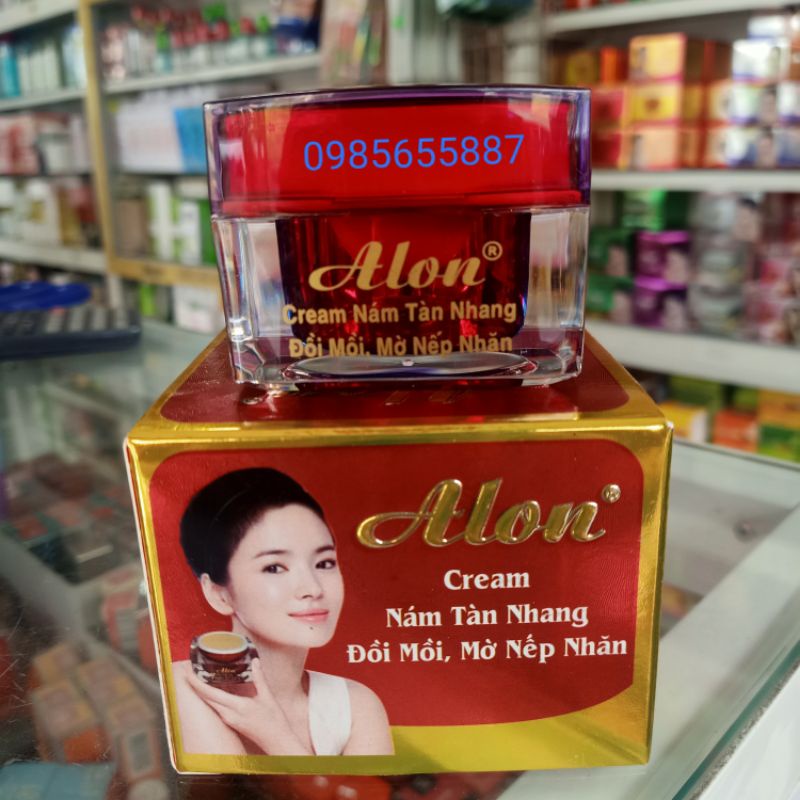 0985655887
Alon®
Cream Nám Tàn Nhang
Đồi Mồi, Mờ Nếp Nhăn
Alon®
Cream
Nám Tàn Nhang
Đồi Mồi, Mờ Nếp Nhăn
Alon